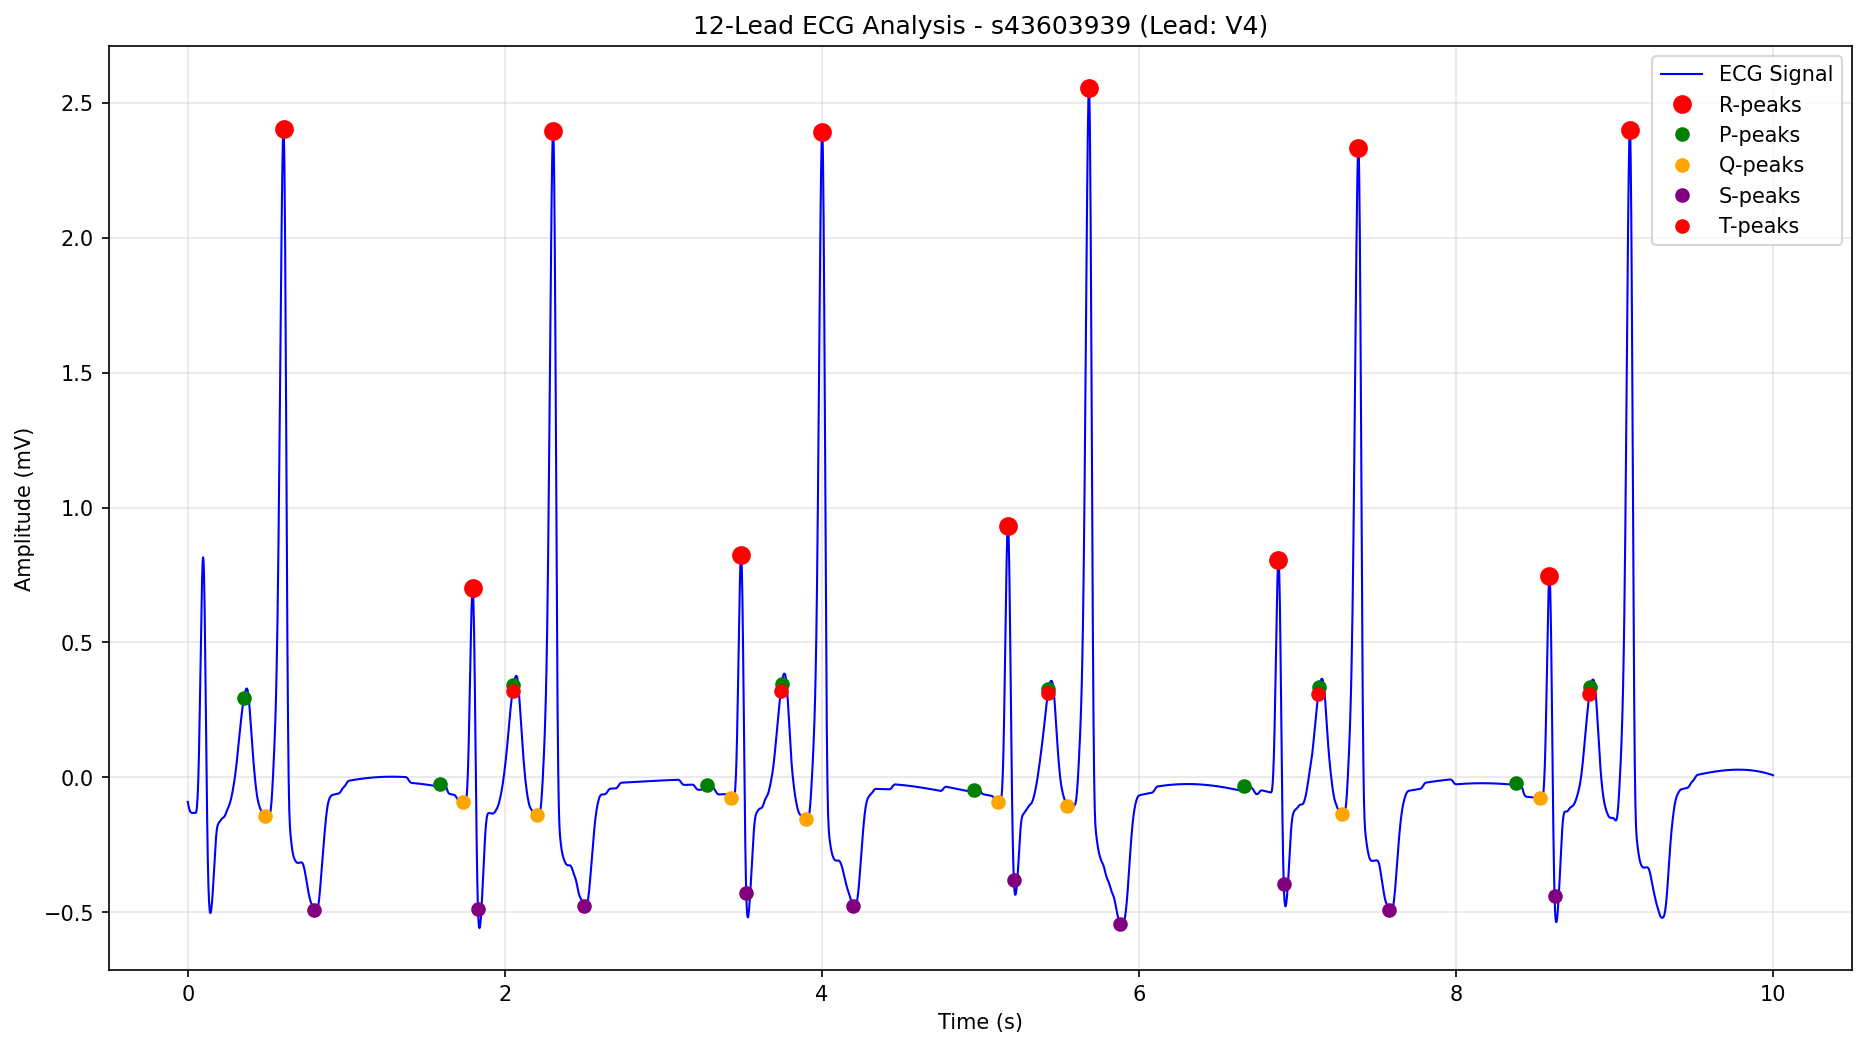 12-Lead ECG Analysis - s43603939 (Lead: V4)
ECG Signal
R-peaks
P-peaks
Q-peaks
S-peaks
T-peaks
Amplitude (mV)
2.5
2.0
1.5
1.0
0.5
0.0
−0.5
0 2 4 6 8 10
Time (s)